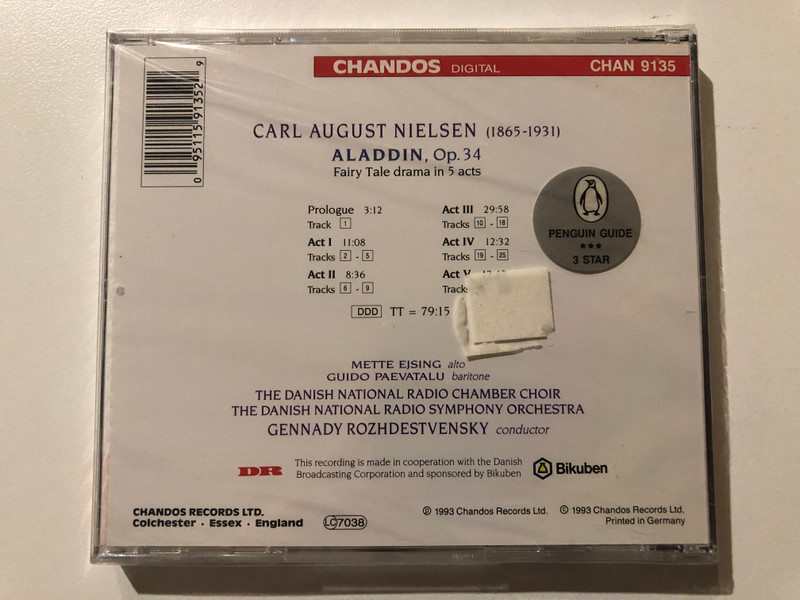 CHANDOS DIGITAL CHAN 9135
0 95115 91352 9
CARL AUGUST NIELSEN (1865-1931)
ALADDIN, Op. 34
Fairy Tale drama in 5 acts
Prologue 3:12
Track 1
Act I 11:08
Tracks 2 - 5
Act II 8:36
Tracks 6 - 9
Act III 29:58
Tracks 10 - 18
Act IV 12:32
Tracks 19 - 25
Act V
DDD TT = 79:15
PENGUIN GUIDE
3 STAR
METTE EJSING alto
GUIDO PAEVATALU baritone
THE DANISH NATIONAL RADIO CHAMBER CHOIR
THE DANISH NATIONAL RADIO SYMPHONY ORCHESTRA
GENNADY ROZHDESTVENSKY conductor
DR
This recording is made in cooperation with the Danish
Broadcasting Corporation and sponsored by Bikuben
Bikuben
CHANDOS RECORDS LTD.
Colchester · Essex · England
LC 7038
℗ 1993 Chandos Records Ltd. © 1993 Chandos Records Ltd.
Printed in Germany